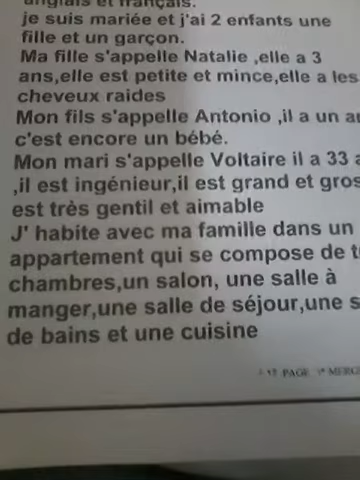 anglais et français.
je suis mariée et j'ai 2 enfants une
fille et un garçon.
Ma fille s'appelle Natalie ,elle a 3
ans,elle est petite et mince,elle a les
cheveux raides
Mon fils s'appelle Antonio ,il a un
c'est encore un bébé.
Mon mari s'appelle Voltaire il a 33
,il est ingénieur,il est grand et gros
est très gentil et aimable
J' habite avec ma famille dans un
appartement qui se compose de
chambres,un salon, une salle à
manger,une salle de séjour,une
de bains et une cuisine
PAGE